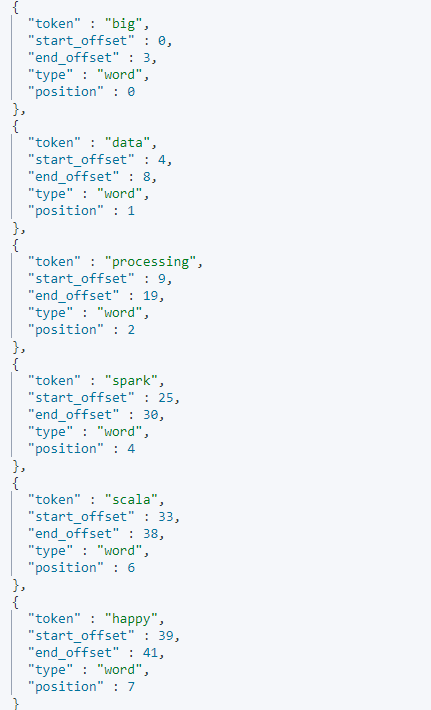 {
"token" : "big",
"start_offset" : 0,
"end_offset" : 3,
"type" : "word",
"position" : 0
},
{
"token" : "data",
"start_offset" : 4,
"end_offset" : 8,
"type" : "word",
"position" : 1
},
{
"token" : "processing",
"start_offset" : 9,
"end_offset" : 19,
"type" : "word",
"position" : 2
},
{
"token" : "spark",
"start_offset" : 25,
"end_offset" : 30,
"type" : "word",
"position" : 4
},
{
"token" : "scala",
"start_offset" : 33,
"end_offset" : 38,
"type" : "word",
"position" : 6
},
{
"token" : "happy",
"start_offset" : 39,
"end_offset" : 41,
"type" : "word",
"position" : 7
}